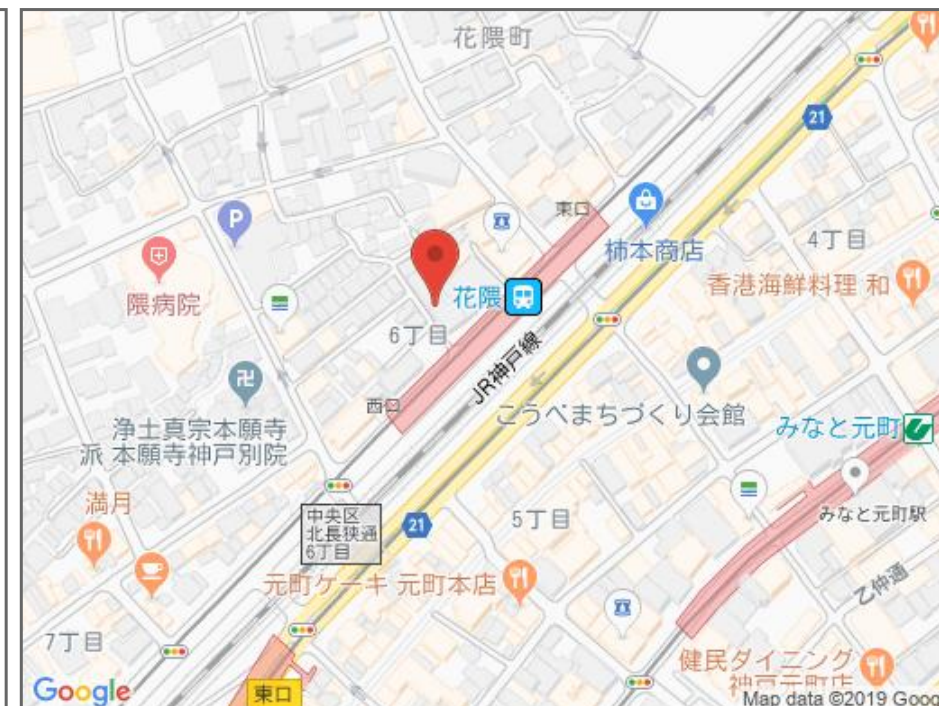 花隈町
21
東口
柿本商店
4丁目
P
隈病院
花隈
香港海鮮料理 和
6丁目
JR神戸線
西口
こうべまちづくり会館
みなと元町
浄土真宗本願寺
派 本願寺神戸別院
満月
中央区
北長狭通
6丁目
21
5丁目
みなと元町駅
元町ケーキ 元町本店
乙仲通
7丁目
健民ダイニング
神戸元町店
Google
東口
Map data ©2019 Goog